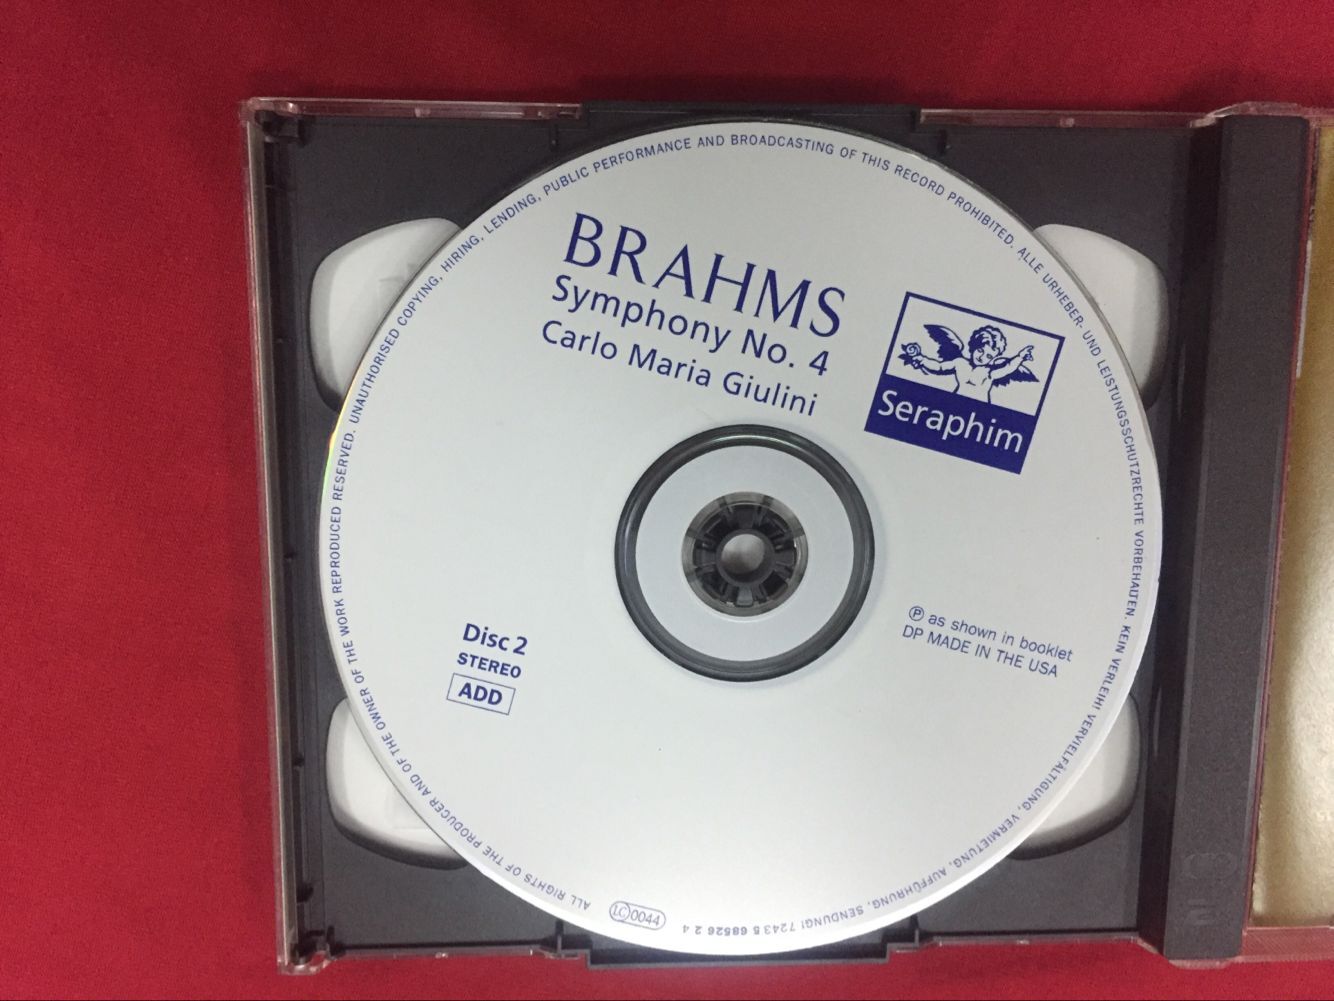 BRAHMS
Symphony No. 4
Carlo Maria Giulini
Seraphim
Disc 2
STEREO
ADD
℗ as shown in booklet
DP MADE IN THE USA
ALL RIGHTS OF THE PRODUCER AND OF THE OWNER OF THE WORK REPRODUCED RESERVED. UNAUTHORISED COPYING, HIRING, LENDING, PUBLIC PERFORMANCE AND BROADCASTING OF THIS RECORD PROHIBITED. ALLE URHEBER- UND LEISTUNGSSCHUTZRECHTE VORBEHALTEN. KEIN VERLEIH! VERVIELFÄLTIGUNG, VERMIETUNG, AUFFÜHRUNG, SENDUNG! 7243 5 68526 2 4
LC 0044